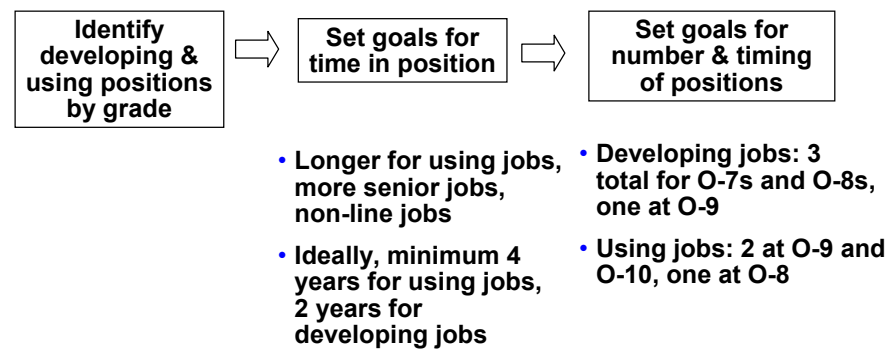 Identify
developing &
using positions
by grade
Set goals for
time in position
Set goals for
number & timing
of positions
• Longer for using jobs,
more senior jobs,
non-line jobs
• Ideally, minimum 4
years for using jobs,
2 years for
developing jobs
• Developing jobs: 3
total for O-7s and O-8s,
one at O-9
• Using jobs: 2 at O-9 and
O-10, one at O-8